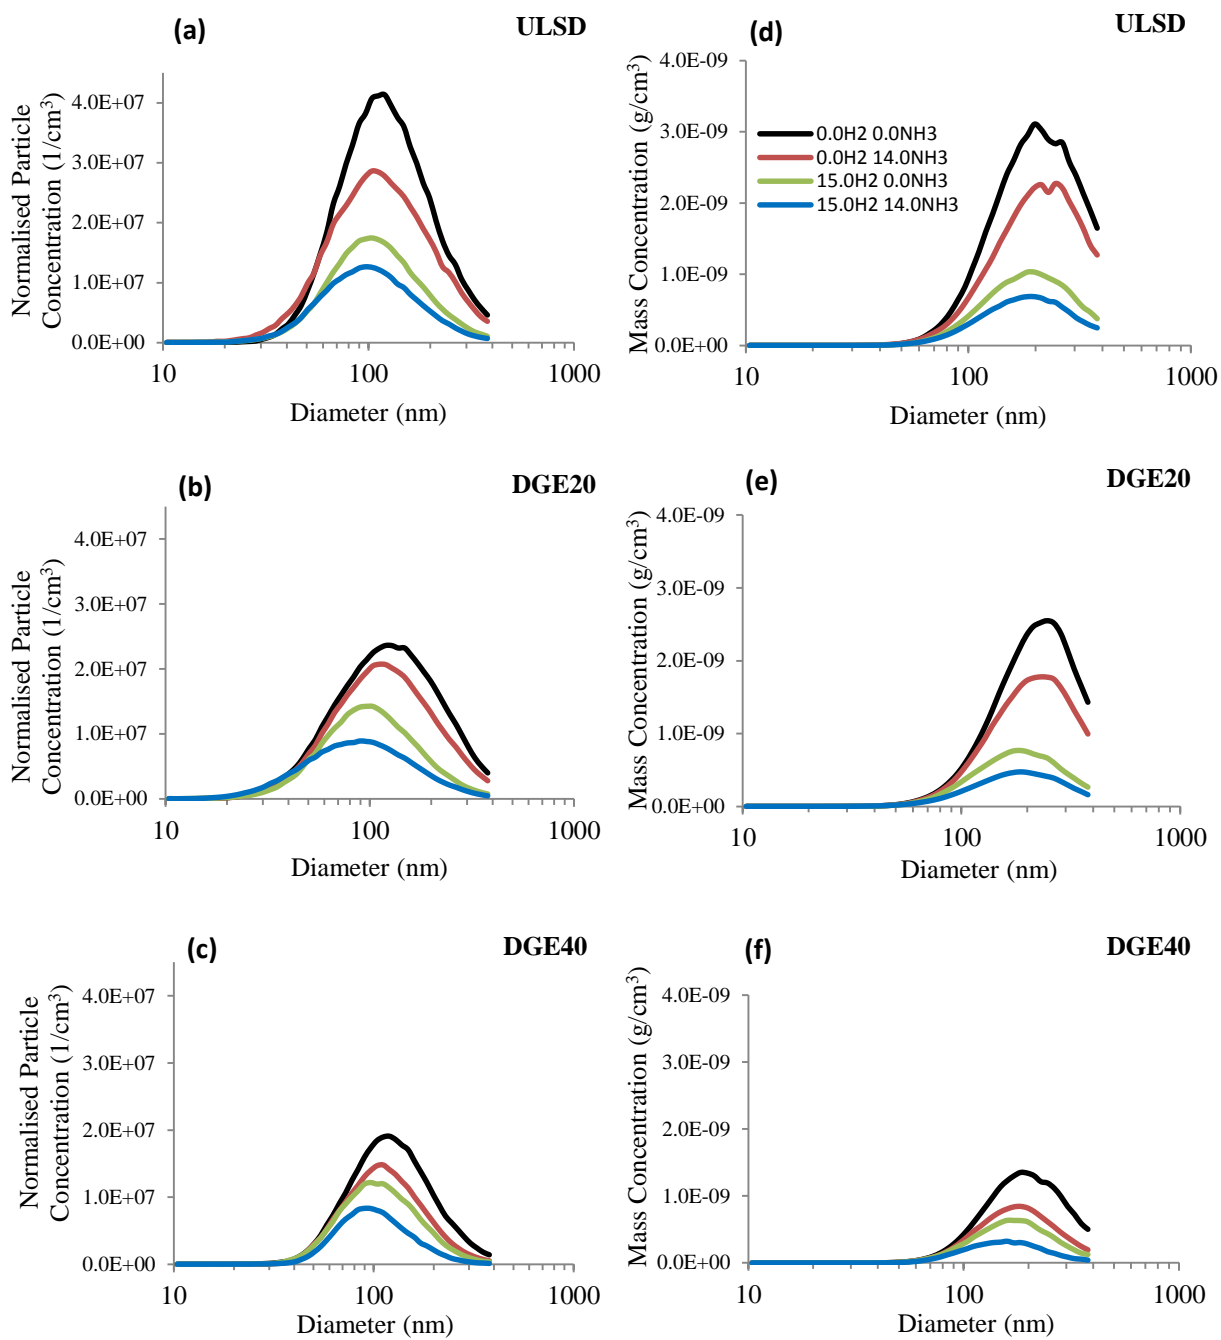 (a)
ULSD
Normalised Particle
Concentration (1/cm³)
4.0E+07
3.0E+07
2.0E+07
1.0E+07
0.0E+00
10
100
1000
Diameter (nm)
(d)
ULSD
Mass Concentration (g/cm³)
4.0E-09
3.0E-09
2.0E-09
1.0E-09
0.0E+00
0.0H2 0.0NH3
0.0H2 14.0NH3
15.0H2 0.0NH3
15.0H2 14.0NH3
10
100
1000
Diameter (nm)
(b)
DGE20
Normalised Particle
Concentration (1/cm³)
4.0E+07
3.0E+07
2.0E+07
1.0E+07
0.0E+00
10
100
1000
Diameter (nm)
(e)
DGE20
Mass Concentration (g/cm³)
4.0E-09
3.0E-09
2.0E-09
1.0E-09
0.0E+00
10
100
1000
Diameter (nm)
(c)
DGE40
Normalised Particle
Concentration (1/cm³)
4.0E+07
3.0E+07
2.0E+07
1.0E+07
0.0E+00
10
100
1000
Diameter (nm)
(f)
DGE40
Mass Concentration (g/cm³)
4.0E-09
3.0E-09
2.0E-09
1.0E-09
0.0E+00
10
100
1000
Diameter (nm)